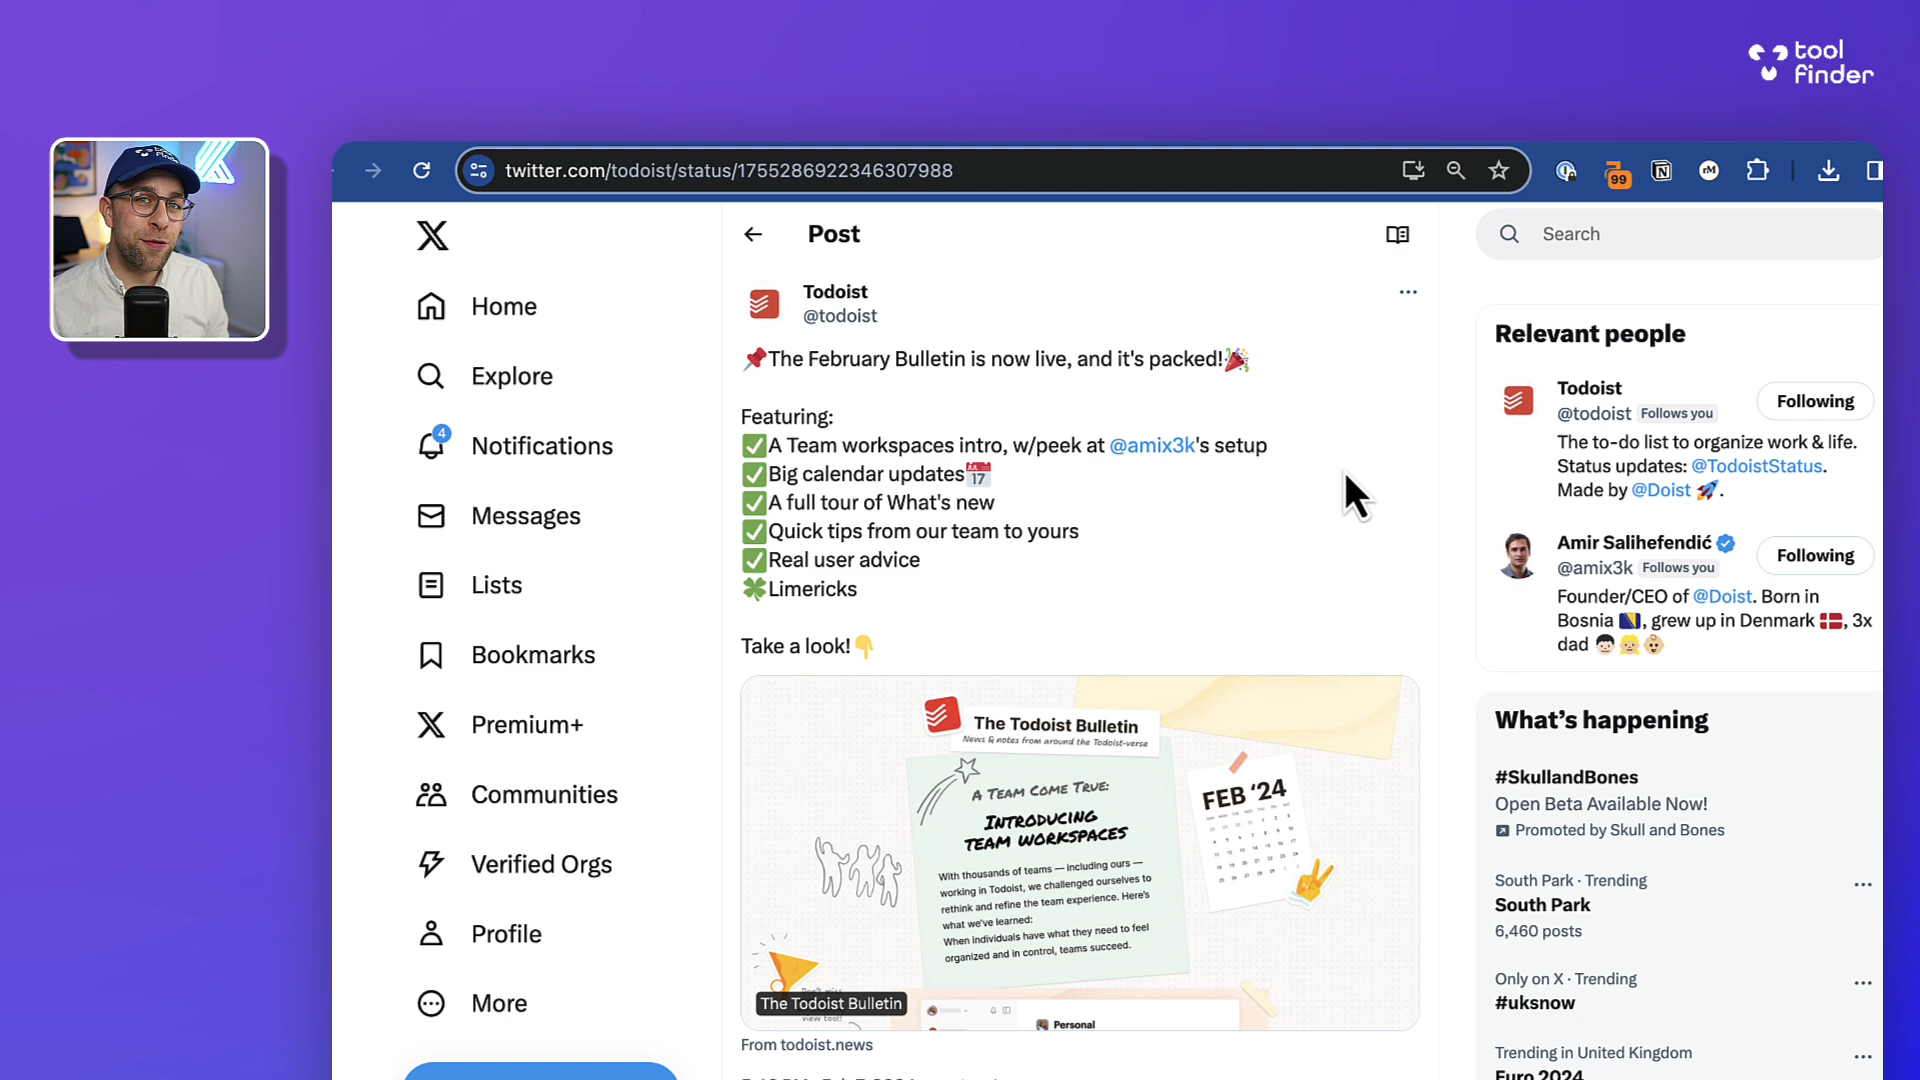 tool
finder
twitter.com/todoist/status/1755286922346307988
99
Post
Search
Home
Explore
4
Notifications
Messages
Lists
Bookmarks
Premium+
Communities
Verified Orgs
Profile
More
Todoist
@todoist
📌The February Bulletin is now live, and it's packed!🎉
Featuring:
✅A Team workspaces intro, w/peek at @amix3k's setup
✅Big calendar updates📅
✅A full tour of What's new
✅Quick tips from our team to yours
✅Real user advice
🍀Limericks
Take a look!👇
The Todoist Bulletin
News & notes from around the Todoist-verse
A TEAM COME TRUE:
INTRODUCING
TEAM WORKSPACES
With thousands of teams — including ours —
working in Todoist, we challenged ourselves to
rethink and refine the team experience. Here's
what we've learned:
When individuals have what they need to feel
organized and in control, teams succeed.
FEB '24
The Todoist Bulletin
Personal
From todoist.news
Relevant people
Todoist
Following
@todoist Follows you
The to-do list to organize work & life.
Status updates: @TodoistStatus.
Made by @Doist 🚀.
Amir Salihefendić
Following
@amix3k Follows you
Founder/CEO of @Doist. Born in
Bosnia 🇧🇦, grew up in Denmark 🇩🇰, 3x
dad 👦🏻👧🏼👶🏼
What's happening
#SkullandBones
Open Beta Available Now!
Promoted by Skull and Bones
South Park · Trending
South Park
6,460 posts
Only on X · Trending
#uksnow
Trending in United Kingdom
Euro 2024